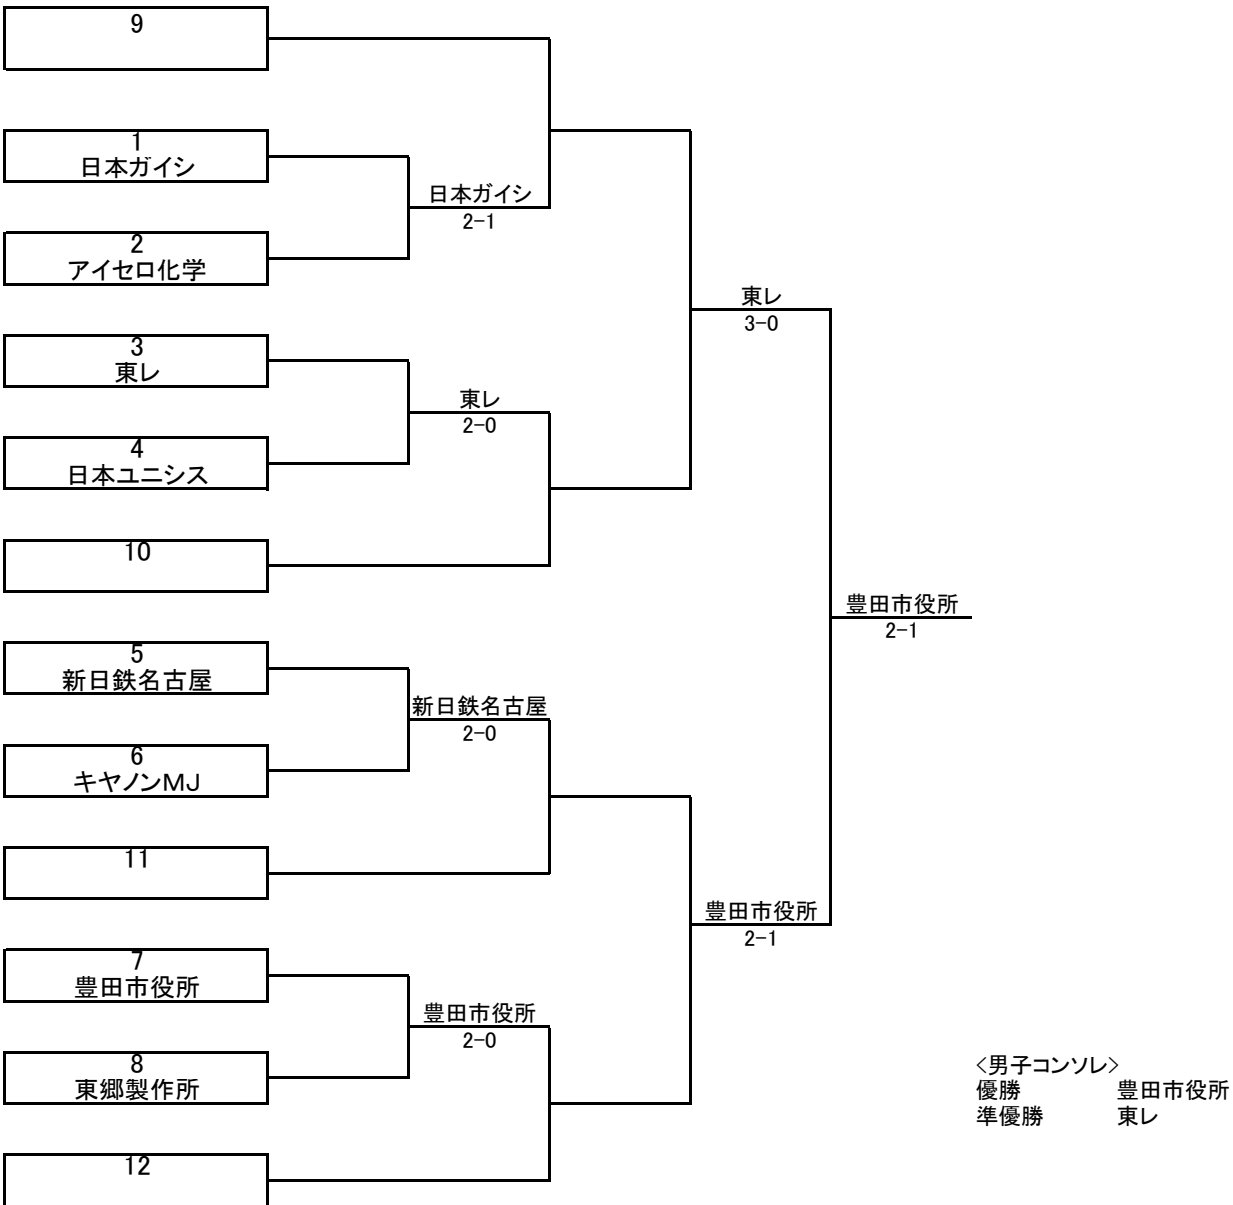 9
1
日本ガイシ
日本ガイシ
2-1
2
アイセロ化学
東レ
3-0
3
東レ
東レ
2-0
4
日本ユニシス
10
豊田市役所
2-1
5
新日鉄名古屋
新日鉄名古屋
2-0
6
キヤノンMJ
11
豊田市役所
2-1
7
豊田市役所
豊田市役所
2-0
8
東郷製作所
<男子コンソレ>
優勝 豊田市役所
準優勝 東レ
12